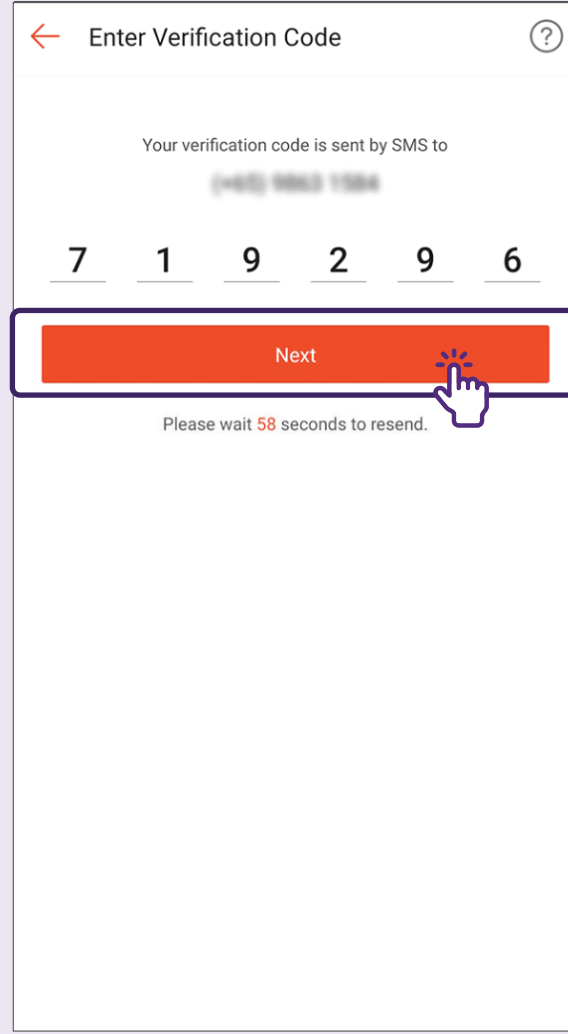 Enter Verification Code ?
Your verification code is sent by SMS to
7 1 9 2 9 6
Next
Please wait 58 seconds to resend.